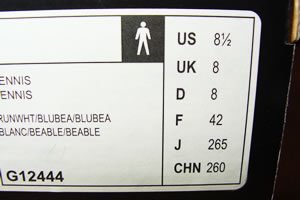 US 8½
UK 8
ENNIS
D 8
ENNIS
F 42
RUNWHT/BLUBEA/BLUBEA
BLANC/BEABLE/BEABLE
J 265
CHN 260
G12444